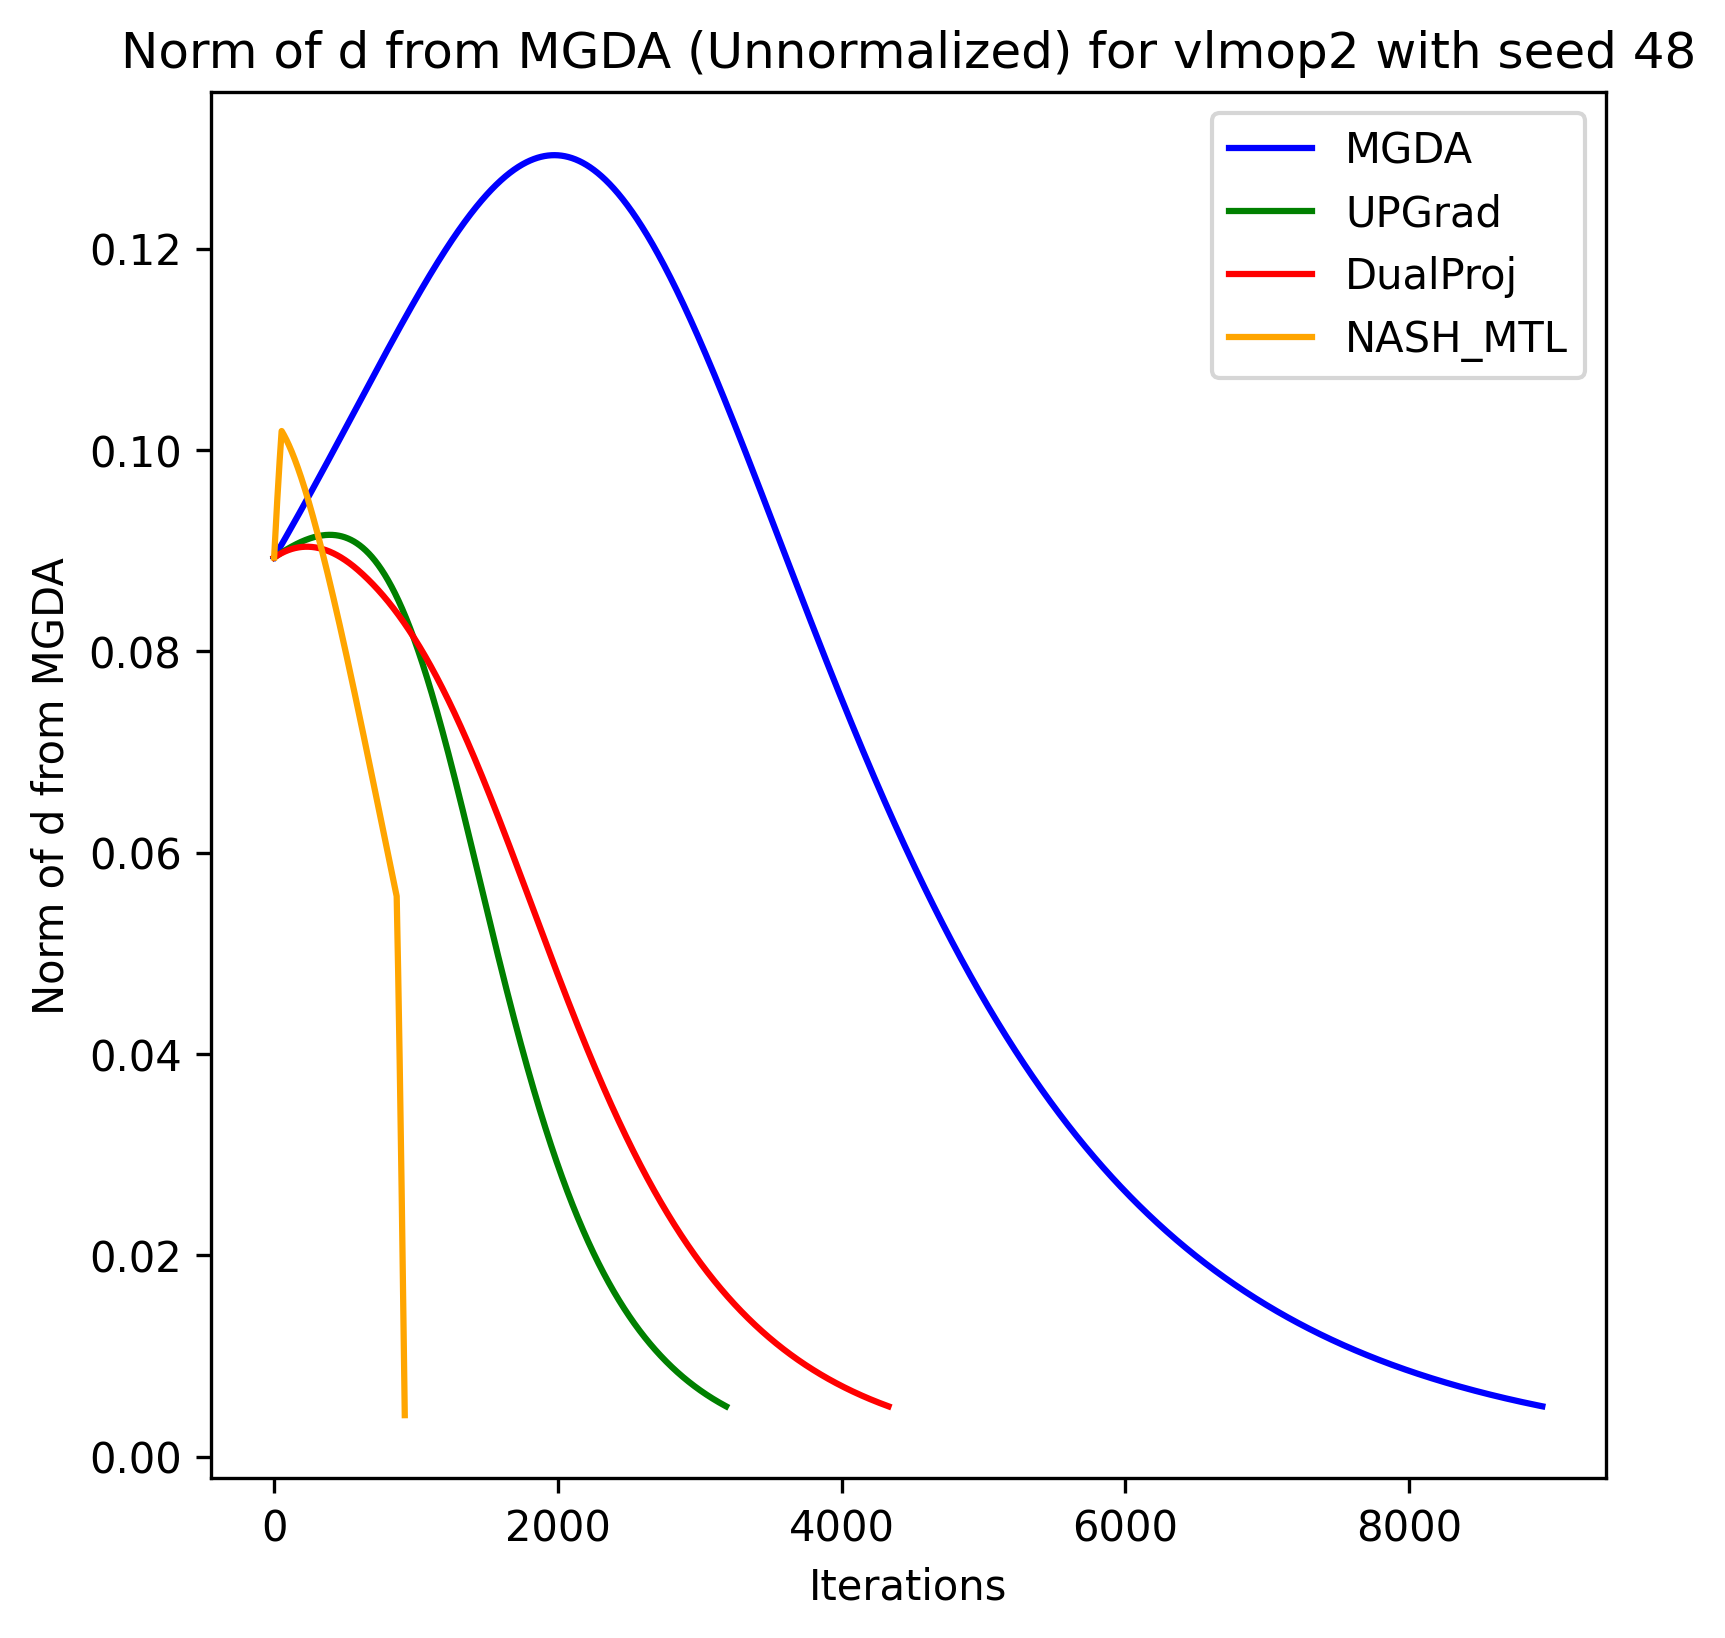 Norm of d from MGDA (Unnormalized) for vlmop2 with seed 48
MGDA
UPGrad
DualProj
NASH_MTL
Norm of d from MGDA
0.12
0.10
0.08
0.06
0.04
0.02
0.00
0 2000 4000 6000 8000
Iterations